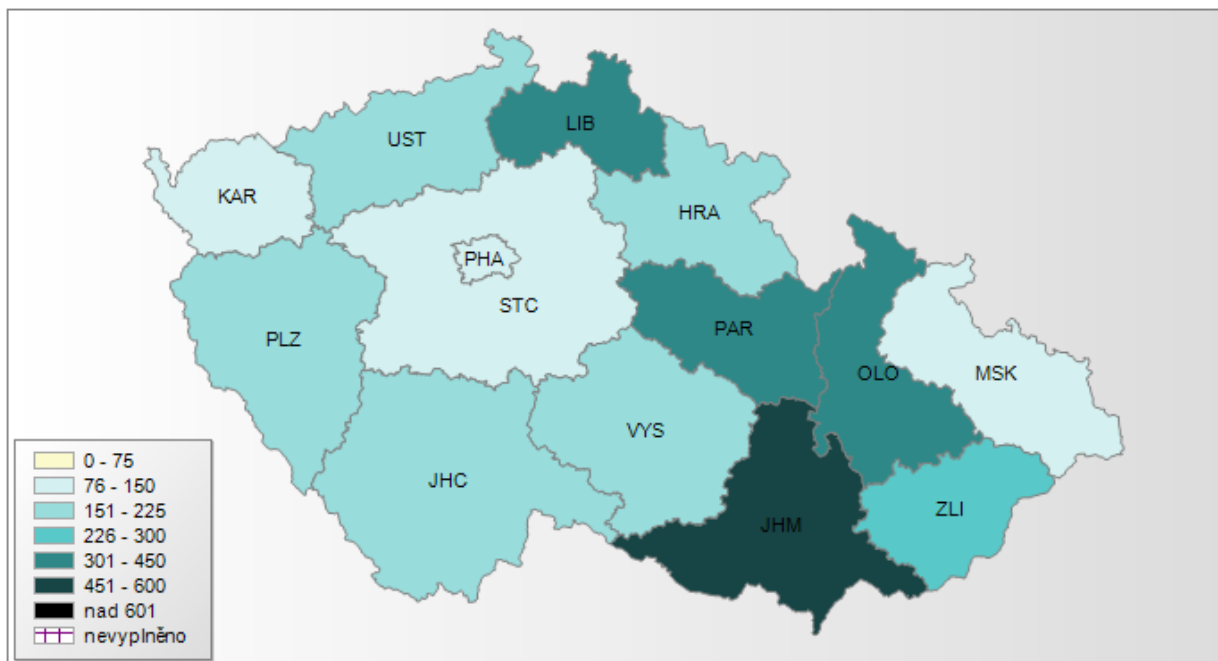 LIB
UST
KAR
HRA
PHA
STC
PAR
PLZ
OLO
MSK
VYS
JHC
ZLI
JHM
0 - 75
76 - 150
151 - 225
226 - 300
301 - 450
451 - 600
nad 601
nevyplněno